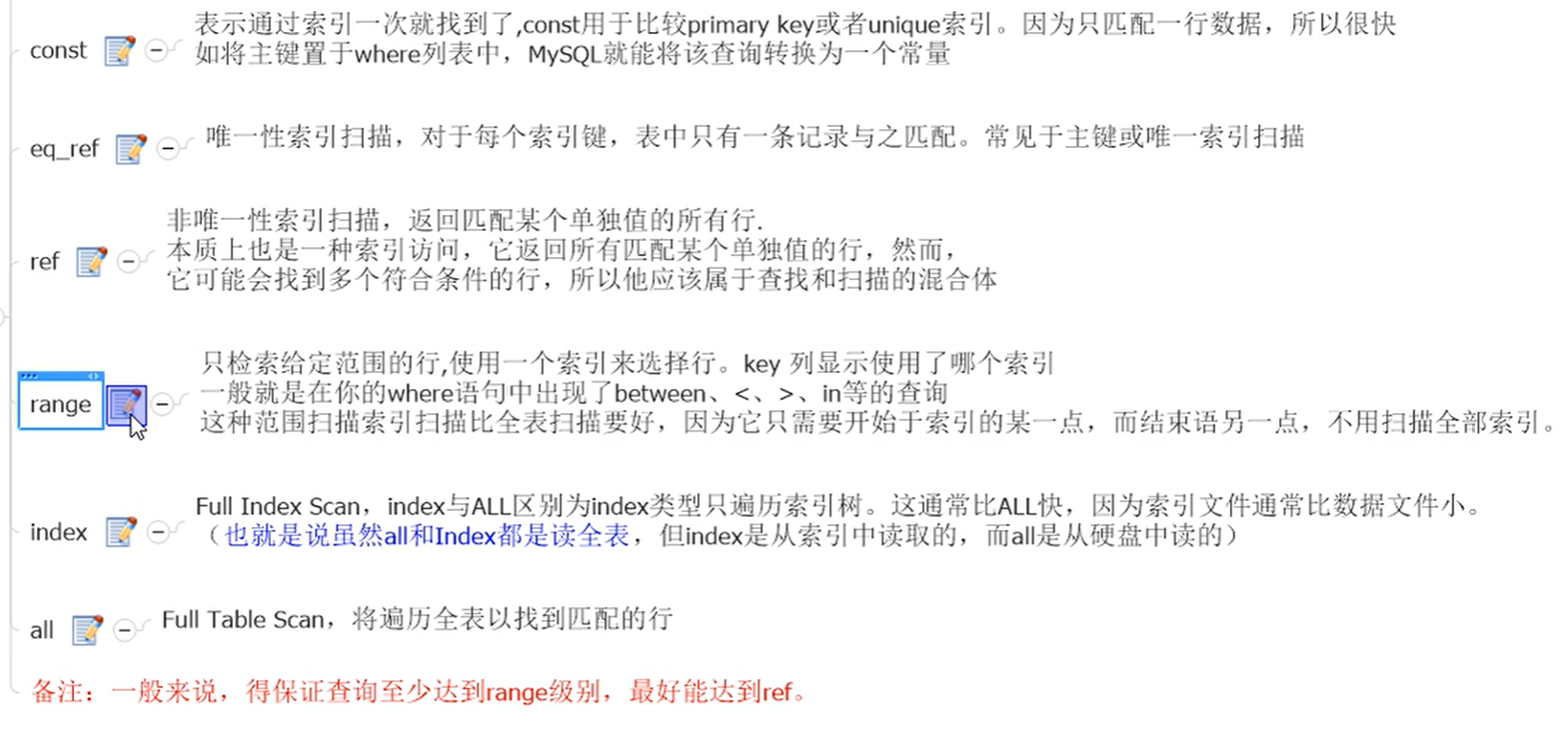 const
表示通过索引一次就找到了,const用于比较primary key或者unique索引。因为只匹配一行数据，所以很快
如将主键置于where列表中，MySQL就能将该查询转换为一个常量
eq_ref
唯一性索引扫描，对于每个索引键，表中只有一条记录与之匹配。常见于主键或唯一索引扫描
ref
非唯一性索引扫描，返回匹配某个单独值的所有行.
本质上也是一种索引访问，它返回所有匹配某个单独值的行，然而，
它可能会找到多个符合条件的行，所以他应该属于查找和扫描的混合体
range
只检索给定范围的行,使用一个索引来选择行。key 列显示使用了哪个索引
一般就是在你的where语句中出现了between、<、>、in等的查询
这种范围扫描索引扫描比全表扫描要好，因为它只需要开始于索引的某一点，而结束语另一点，不用扫描全部索引。
index
Full Index Scan，index与ALL区别为index类型只遍历索引树。这通常比ALL快，因为索引文件通常比数据文件小。
（也就是说虽然all和Index都是读全表，但index是从索引中读取的，而all是从硬盘中读的）
all
Full Table Scan，将遍历全表以找到匹配的行
备注：一般来说，得保证查询至少达到range级别，最好能达到ref。